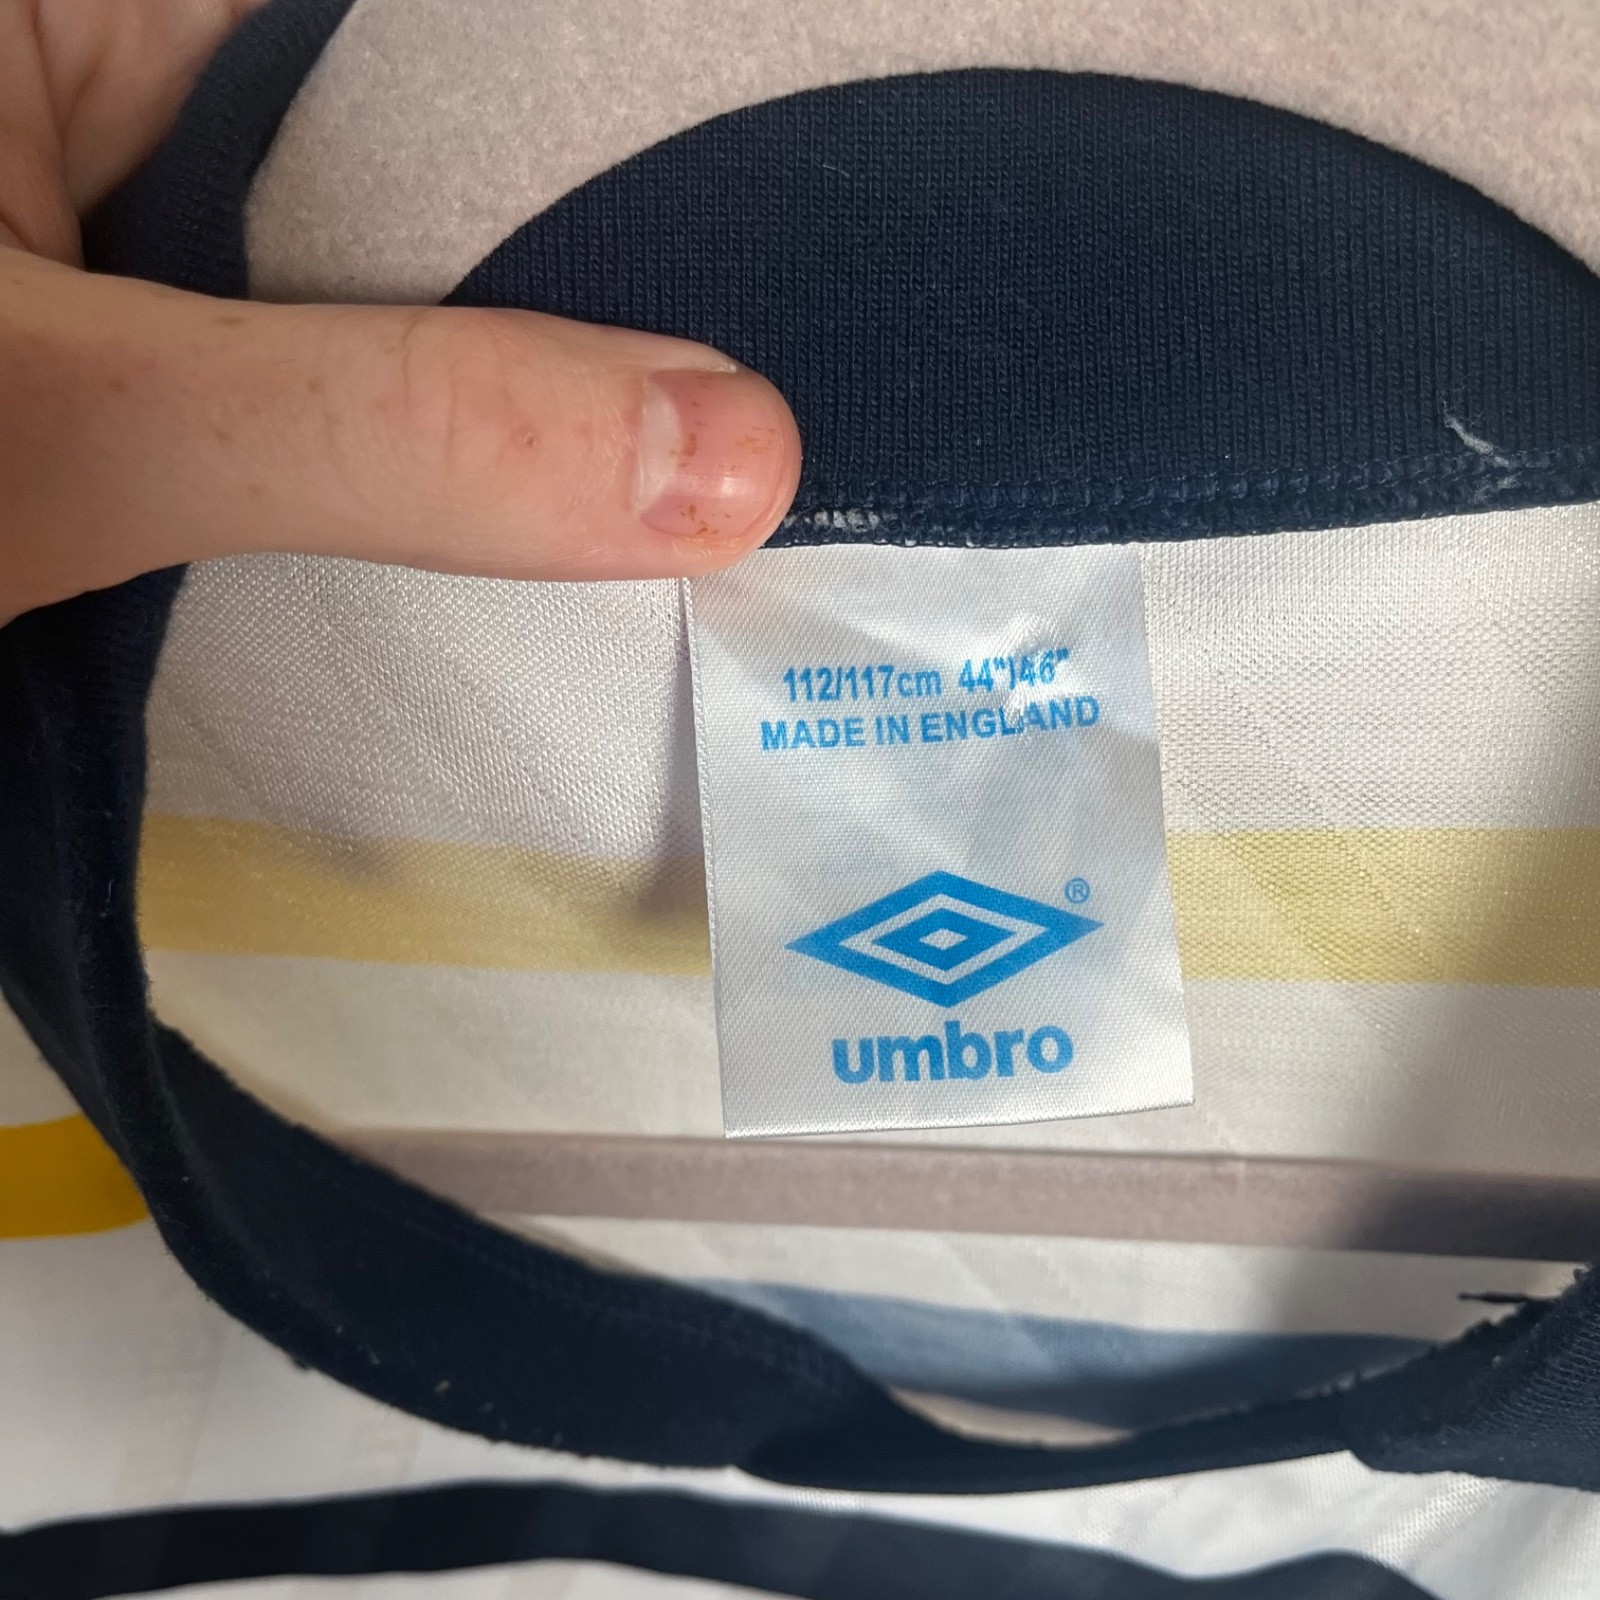 112/117cm 44"/46"
MADE IN ENGLAND
®
umbro